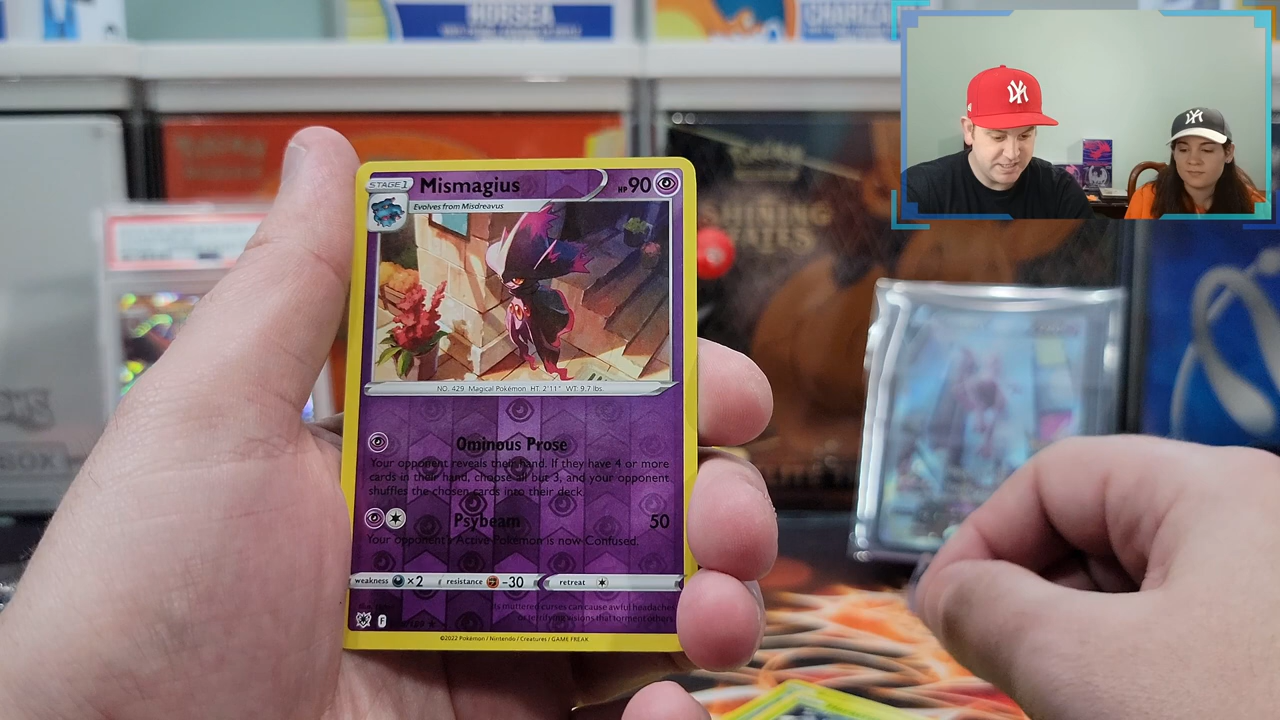 HORSEA
CHARIZA
NY
NY
STAGE 1
Mismagius
HP 90
Evolves from Misdreavus
SHINING
FATES
NO. 429 Magical Pokémon HT: 2'11" WT: 9.7 lbs.
Ominous Prose
Your opponent reveals their hand. If they have 4 or more
cards in their hand, choose all but 3, and your opponent
shuffles the chosen cards into their deck.
Psybeam 50
Your opponent's Active Pokémon is now Confused.
weakness ×2 resistance -30 retreat
Its muttered curses can cause awful headaches
or terrifying visions that torment others.
F
©2022 Pokémon / Nintendo / Creatures / GAME FREAK
BOX